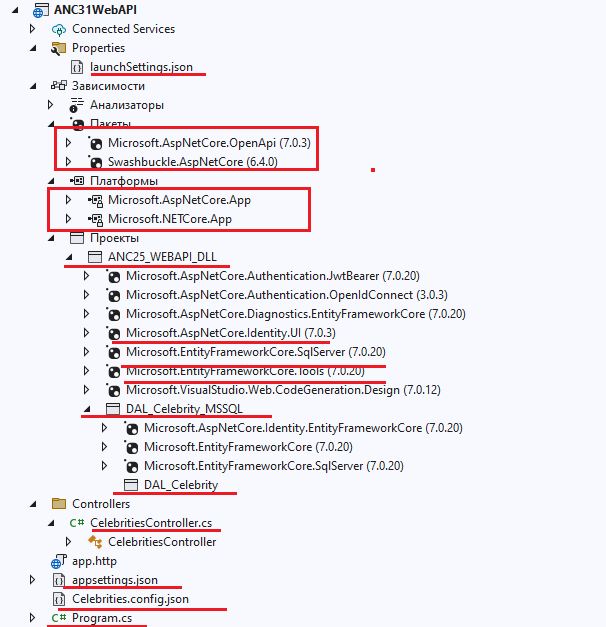 ANC31WebAPI
Connected Services
Properties
launchSettings.json
Зависимости
Анализаторы
Пакеты
Microsoft.AspNetCore.OpenApi (7.0.3)
Swashbuckle.AspNetCore (6.4.0)
Платформы
Microsoft.AspNetCore.App
Microsoft.NETCore.App
Проекты
ANC25_WEBAPI_DLL
Microsoft.AspNetCore.Authentication.JwtBearer (7.0.20)
Microsoft.AspNetCore.Authentication.OpenIdConnect (3.0.3)
Microsoft.AspNetCore.Diagnostics.EntityFrameworkCore (7.0.20)
Microsoft.AspNetCore.Identity.UI (7.0.3)
Microsoft.EntityFrameworkCore.SqlServer (7.0.20)
Microsoft.EntityFrameworkCore.Tools (7.0.20)
Microsoft.VisualStudio.Web.CodeGeneration.Design (7.0.12)
DAL_Celebrity_MSSQL
Microsoft.AspNetCore.Identity.EntityFrameworkCore (7.0.20)
Microsoft.EntityFrameworkCore (7.0.20)
Microsoft.EntityFrameworkCore.SqlServer (7.0.20)
DAL_Celebrity
Controllers
C# CelebritiesController.cs
CelebritiesController
app.http
appsettings.json
Celebrities.config.json
C# Program.cs